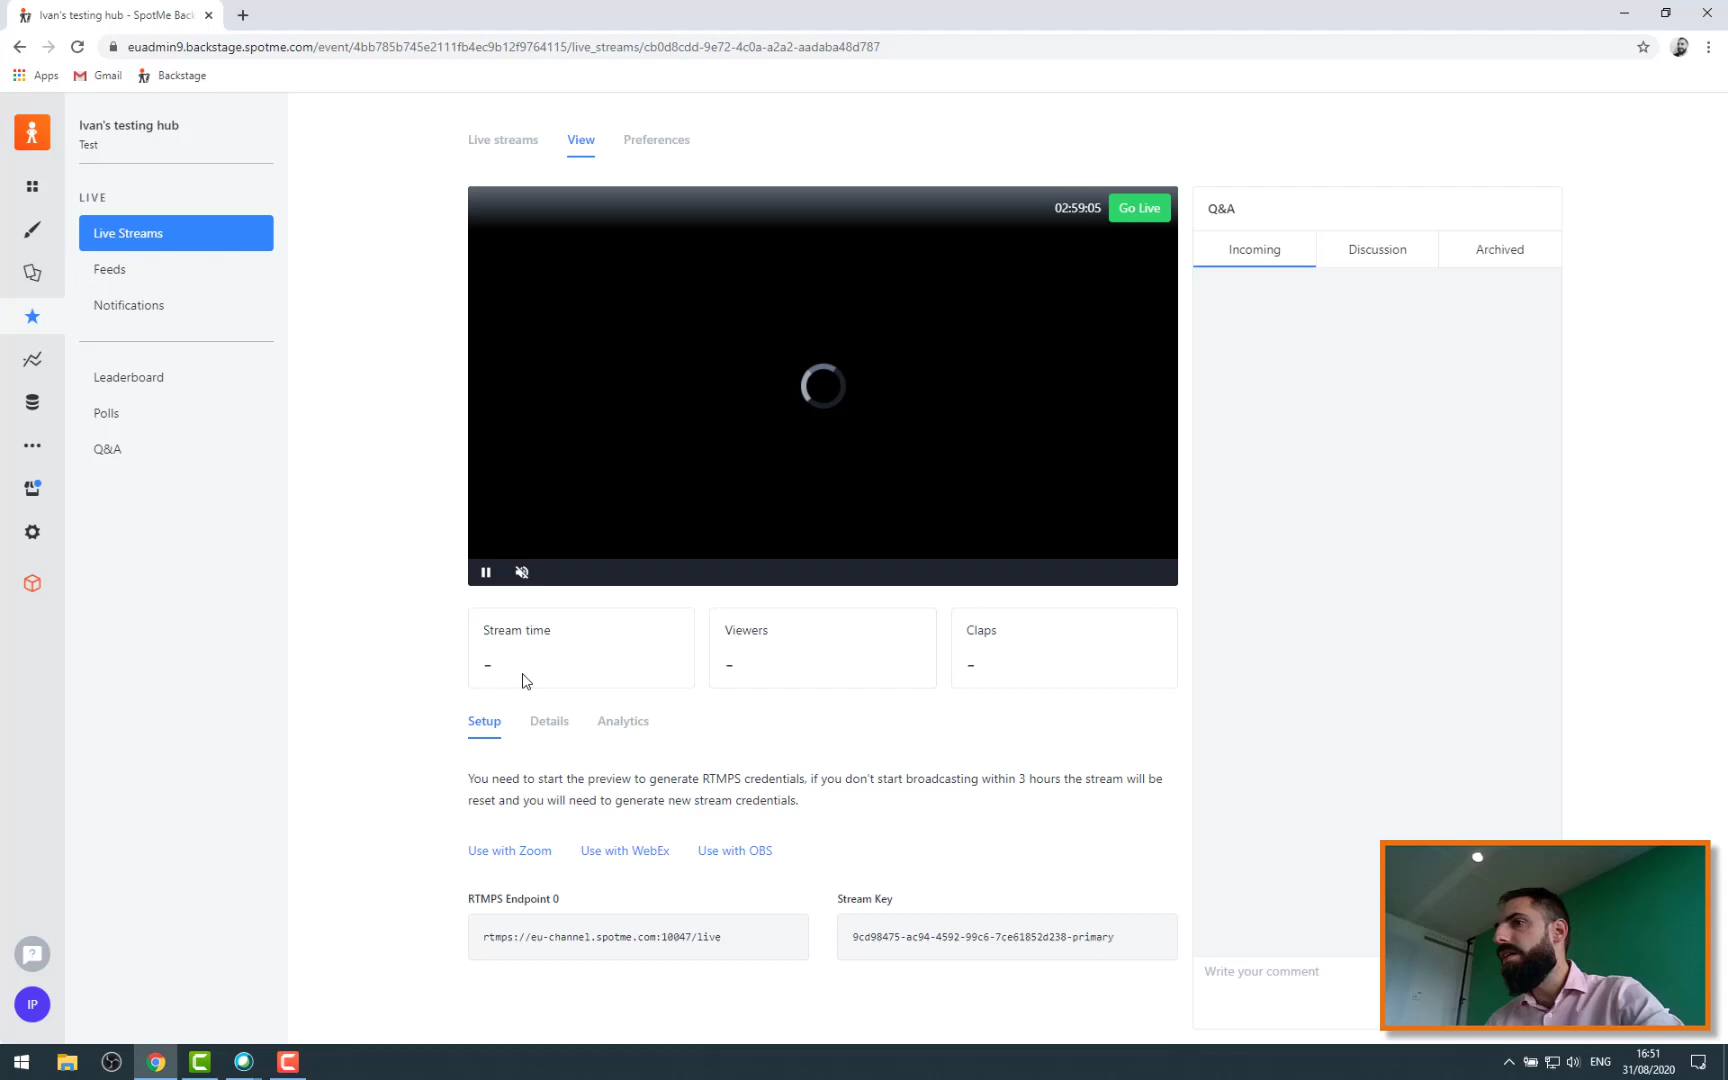 Ivan's testing hub - SpotMe Back
euadmin9.backstage.spotme.com/event/4bb785b745e2111fb4ec9b12f9764115/live_streams/cb0d8cdd-9e72-4c0a-a2a2-aadaba48d787
Apps Gmail Backstage
Ivan's testing hub
Test
LIVE
Live Streams
Feeds
Notifications
Leaderboard
Polls
Q&A
IP
Live streams View Preferences
02:59:05 Go Live
Stream time Viewers Claps
- - -
Setup Details Analytics
You need to start the preview to generate RTMPS credentials, if you don't start broadcasting within 3 hours the stream will be
reset and you will need to generate new stream credentials.
Use with Zoom Use with WebEx Use with OBS
RTMPS Endpoint 0 Stream Key
rtmps://eu-channel.spotme.com:10047/live 9cd98475-ac94-4592-99c6-7ce61852d238-primary
Q&A
Incoming Discussion Archived
Write your comment
ENG
16:51
31/08/2020